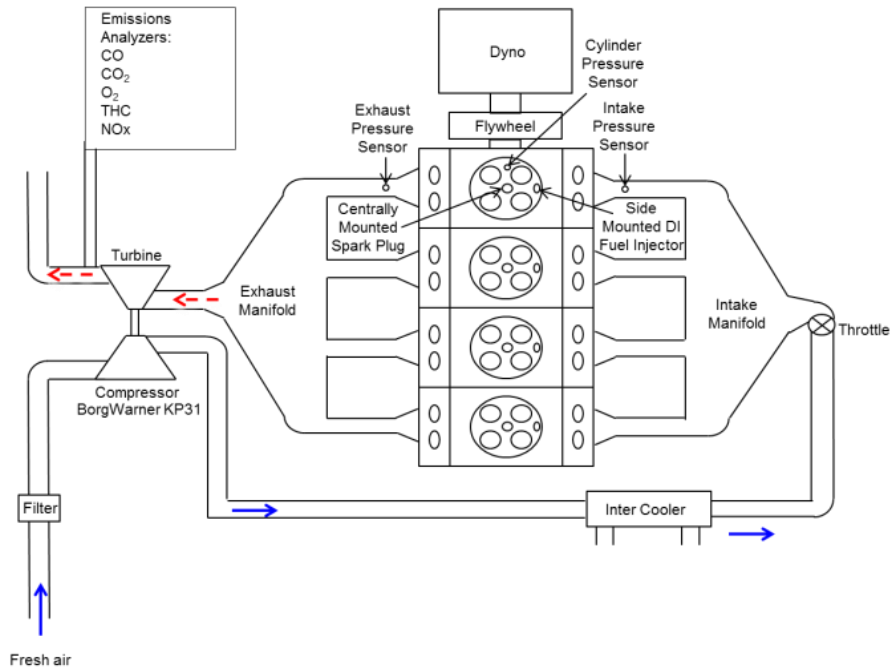 Emissions
Analyzers:
CO
CO₂
O₂
THC
NOx
Dyno
Cylinder
Pressure
Sensor
Exhaust
Pressure
Sensor
Flywheel
Intake
Pressure
Sensor
Centrally
Mounted
Spark Plug
Side
Mounted DI
Fuel Injector
Turbine
Exhaust
Manifold
Intake
Manifold
Throttle
Compressor
BorgWarner KP31
Filter
Inter Cooler
Fresh air